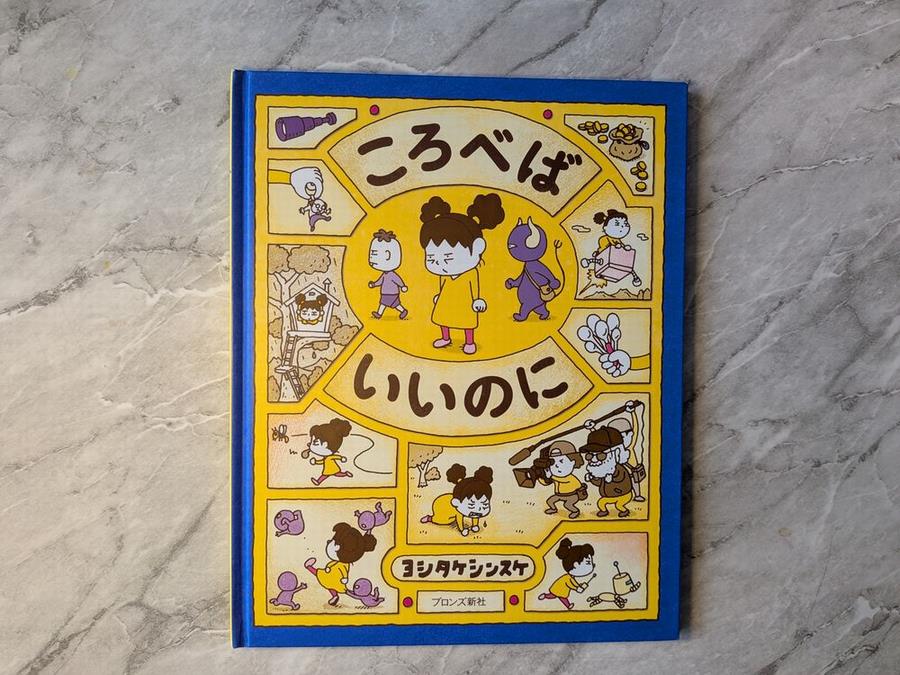 ころべば
いいのに
ヨシタケシンスケ
ブロンズ新社